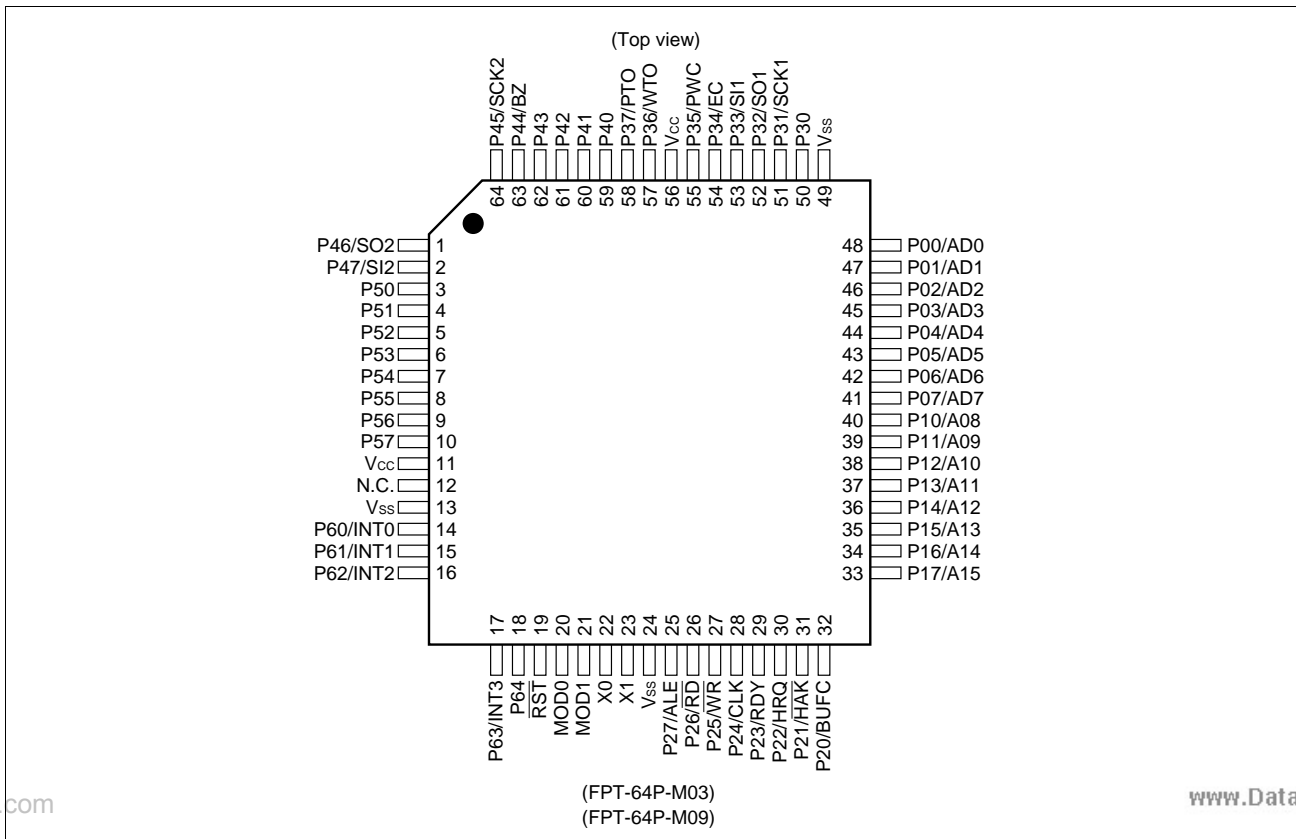 (Top view)
P45/SCK2
P44/BZ
P43
P42
P41
P40
P37/PTO
P36/WTO
Vcc
P35/PWC
P34/EC
P33/SI1
P32/SO1
P31/SCK1
P30
Vss
64
63
62
61
60
59
58
57
56
55
54
53
52
51
50
49
P46/SO2 1
P47/SI2 2
P50 3
P51 4
P52 5
P53 6
P54 7
P55 8
P56 9
P57 10
Vcc 11
N.C. 12
Vss 13
P60/INT0 14
P61/INT1 15
P62/INT2 16
48 P00/AD0
47 P01/AD1
46 P02/AD2
45 P03/AD3
44 P04/AD4
43 P05/AD5
42 P06/AD6
41 P07/AD7
40 P10/A08
39 P11/A09
38 P12/A10
37 P13/A11
36 P14/A12
35 P15/A13
34 P16/A14
33 P17/A15
17
18
19
20
21
22
23
24
25
26
27
28
29
30
31
32
P63/INT3
P64
RST
MOD0
MOD1
X0
X1
Vss
P27/ALE
P26/RD
P25/WR
P24/CLK
P23/RDY
P22/HRQ
P21/HAK
P20/BUFC
(FPT-64P-M03)
(FPT-64P-M09)
.com
www.Data